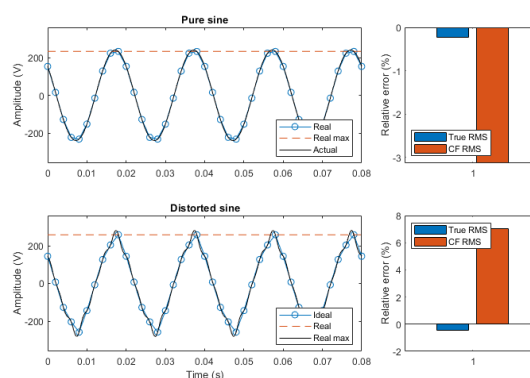 Pure sine
Amplitude (V)
200
0
-200
0 0.01 0.02 0.03 0.04 0.05 0.06 0.07 0.08
Real
Real max
Actual
Relative error (%)
0
-1
-2
-3
True RMS
CF RMS
1
Distorted sine
Amplitude (V)
200
0
-200
0 0.01 0.02 0.03 0.04 0.05 0.06 0.07 0.08
Time (s)
Ideal
Real
Real max
Relative error (%)
8
6
4
2
0
-2
True RMS
CF RMS
1